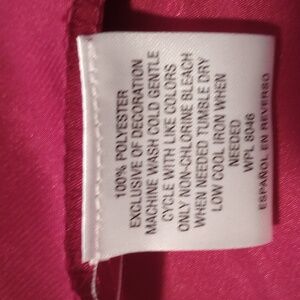 100% POLYESTER
EXCLUSIVE OF DECORATION
MACHINE WASH COLD GENTLE
CYCLE WITH LIKE COLORS
ONLY NON-CHLORINE BLEACH
WHEN NEEDED TUMBLE DRY
LOW COOL IRON WHEN
NEEDED
WPL 8046
ESPAÑOL EN REVERSO